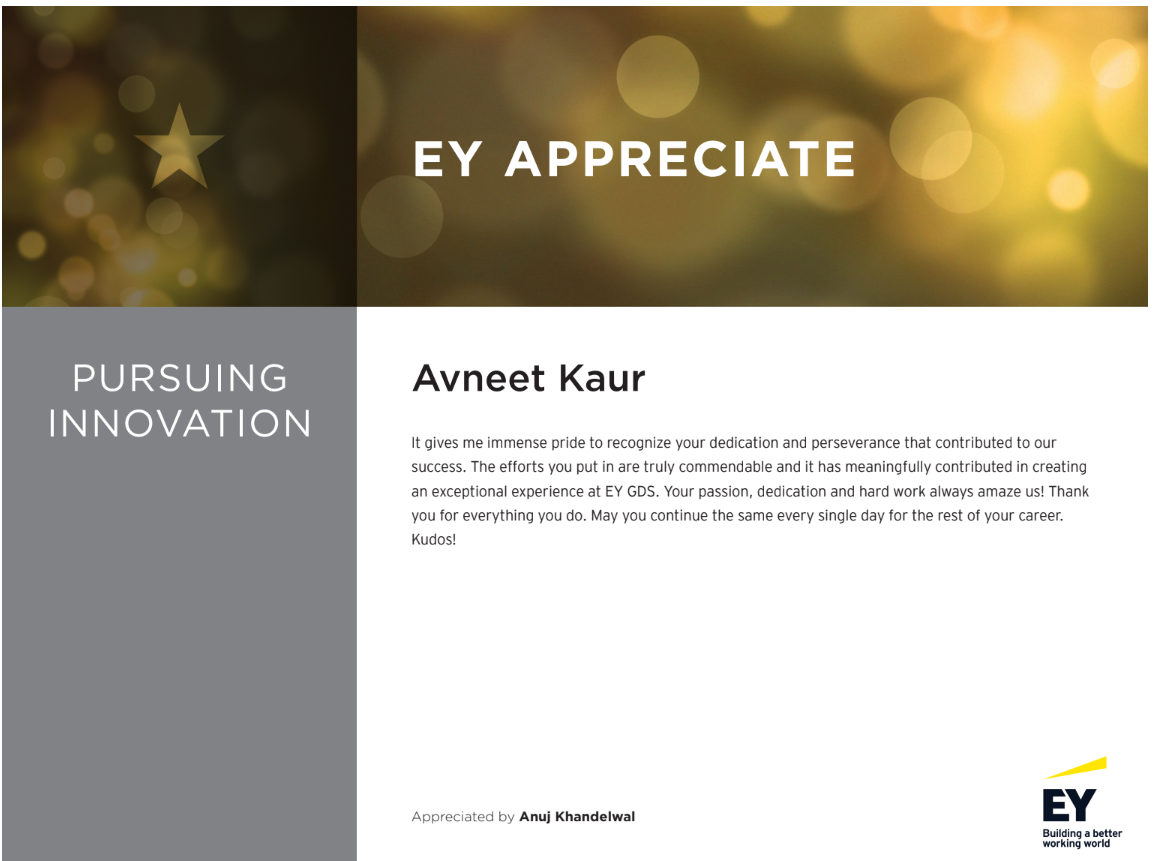 EY APPRECIATE
PURSUING
INNOVATION
Avneet Kaur
It gives me immense pride to recognize your dedication and perseverance that contributed to our
success. The efforts you put in are truly commendable and it has meaningfully contributed in creating
an exceptional experience at EY GDS. Your passion, dedication and hard work always amaze us! Thank
you for everything you do. May you continue the same every single day for the rest of your career.
Kudos!
Appreciated by Anuj Khandelwal
EY
Building a better
working world